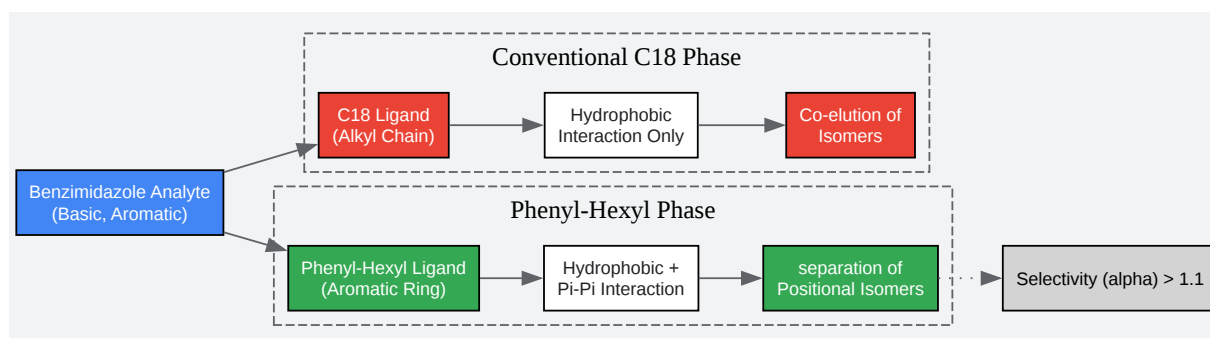 Conventional C18 Phase
C18 Ligand
(Alkyl Chain)
Hydrophobic
Interaction Only
Co-elution of
Isomers
Benzimidazole Analyte
(Basic, Aromatic)
Phenyl-Hexyl Phase
Phenyl-Hexyl Ligand
(Aromatic Ring)
Hydrophobic +
Pi-Pi Interaction
separation of
Positional Isomers
Selectivity (alpha) > 1.1